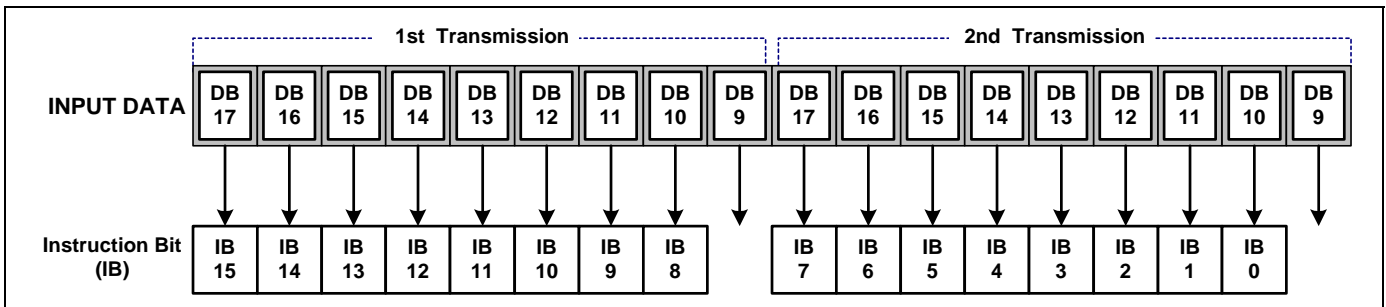 1st Transmission 2nd Transmission
INPUT DATA
DB DB DB DB DB DB DB DB DB DB DB DB DB DB DB DB DB DB
17 16 15 14 13 12 11 10 9 17 16 15 14 13 12 11 10 9
Instruction Bit
(IB)
IB IB IB IB IB IB IB IB IB IB IB IB IB IB IB IB
15 14 13 12 11 10 9 8 7 6 5 4 3 2 1 0